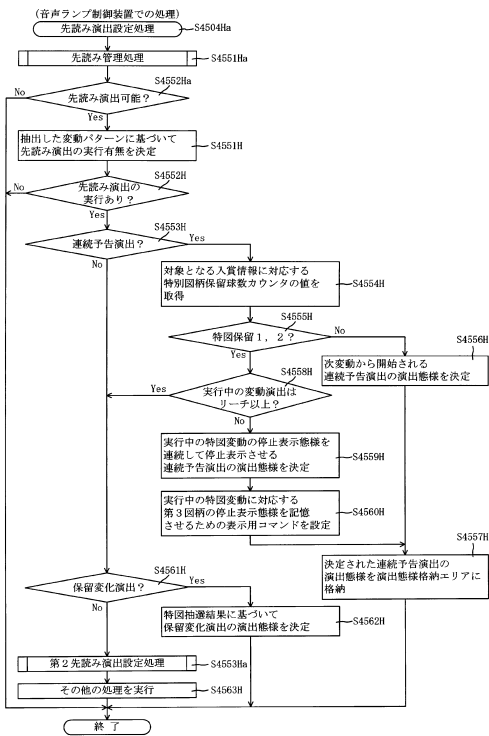 (音声ランプ制御装置での処理)
先読み演出設定処理
S4504Ha
先読み管理処理
S4551Ha
S4552Ha
No
先読み演出可能?
Yes
抽出した変動パターンに基づいて
先読み演出の実行有無を決定
S4551H
S4552H
No
先読み演出の
実行あり?
Yes
S4553H
連続予告演出?
Yes
No
対象となる入賞情報に対応する
特別図柄保留球数カウンタの値を
取得
S4554H
S4555H
特図保留1,2?
No
Yes
S4556H
次変動から開始される
連続予告演出の演出態様を決定
S4558H
Yes
実行中の変動演出は
リーチ以上?
No
実行中の特図変動の停止表示態様を
連続して停止表示させる
連続予告演出の演出態様を決定
S4559H
実行中の特図変動に対応する
第3図柄の停止表示態様を記憶
させるための表示用コマンドを設定
S4560H
S4557H
決定された連続予告演出の
演出態様を演出態様格納エリアに
格納
S4561H
保留変化演出?
Yes
No
特図抽選結果に基づいて
保留変化演出の演出態様を決定
S4562H
第2先読み演出設定処理
S4553Ha
その他の処理を実行
S4563H
終了